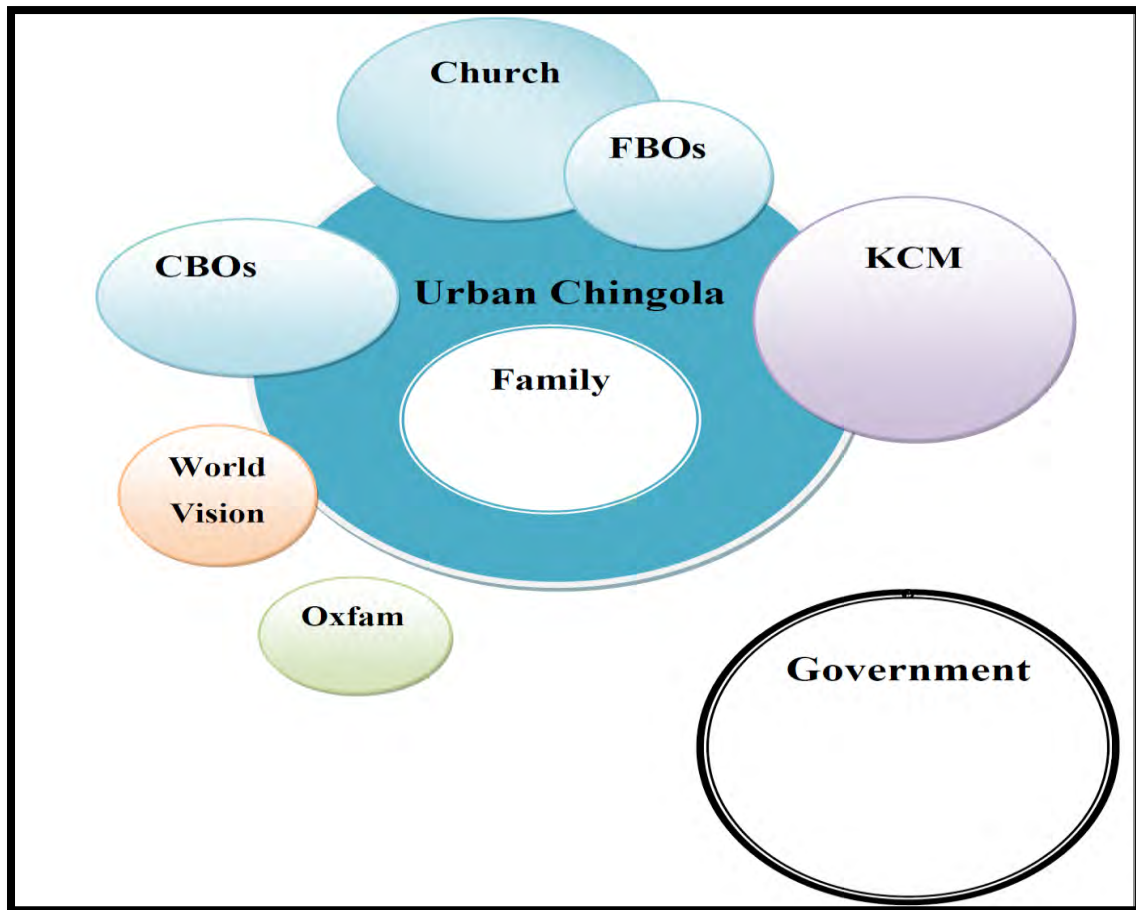 Church
FBOs
CBOs
KCM
Urban Chingola
Family
World
Vision
Oxfam
Government